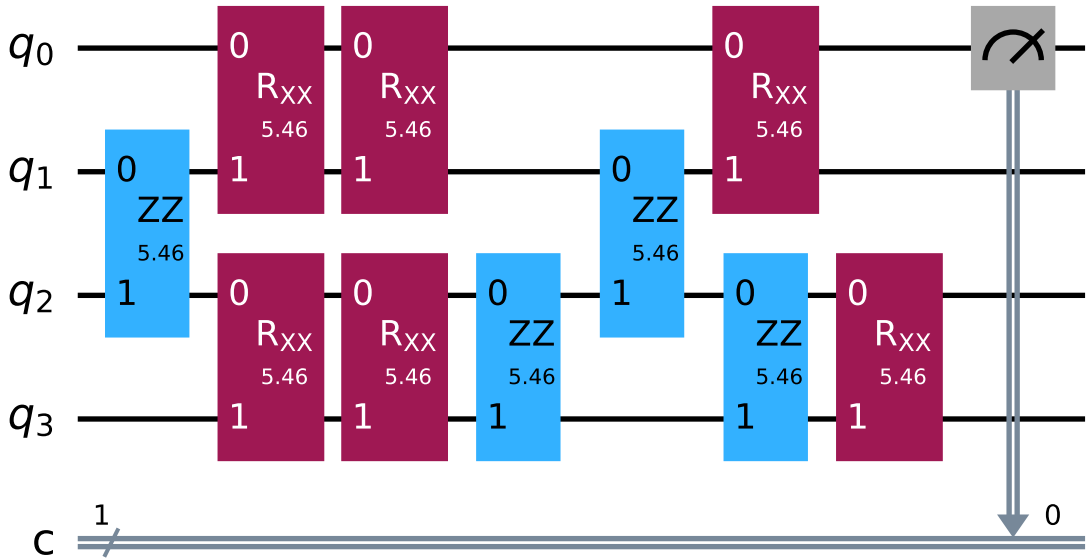 q0
0 0 0
RXX RXX RXX
5.46 5.46 5.46
q1 0 1 1 0 1
ZZ ZZ
5.46 5.46
q2 1 0 0 0 1 0 0
RXX RXX ZZ ZZ RXX
5.46 5.46 5.46 5.46 5.46
q3 1 1 1 1 1
1 0
c